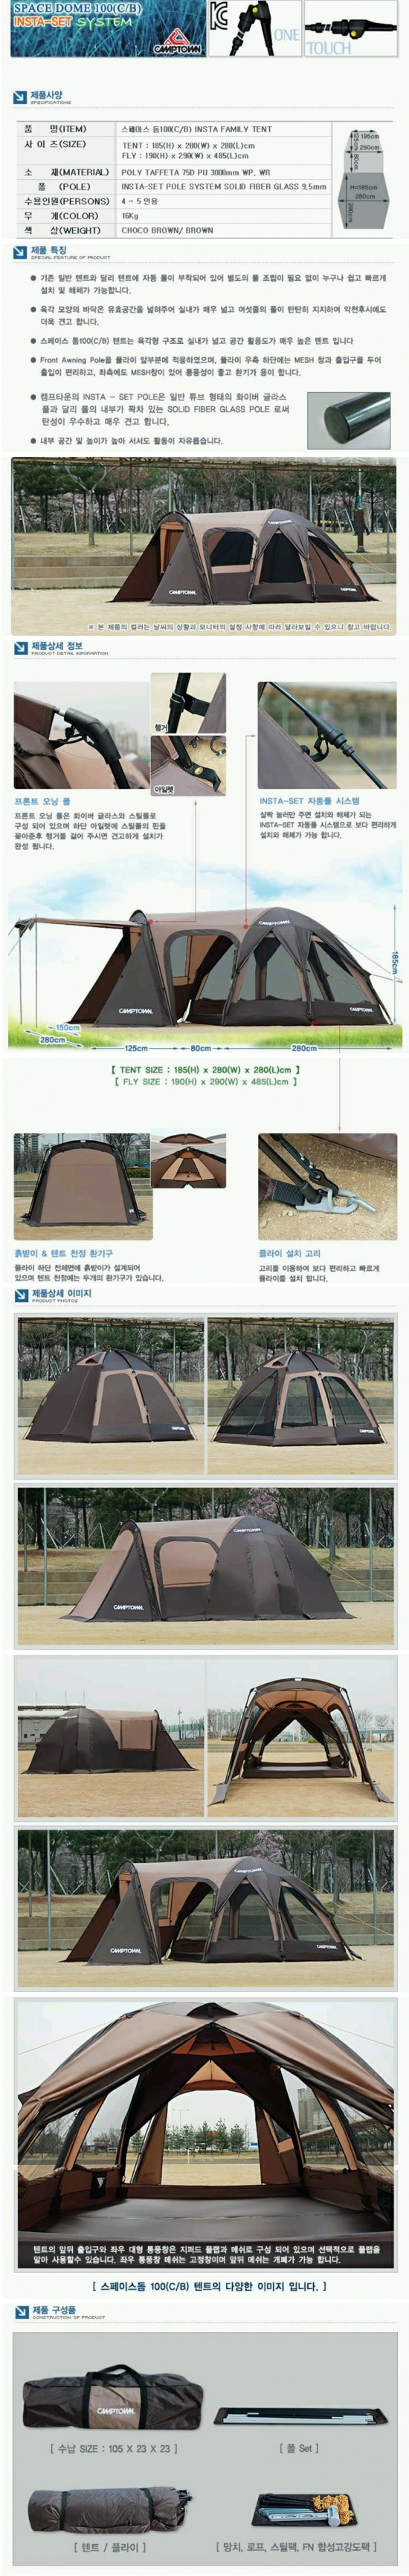 SPACE DOME 100(C/B)
INSTA-SET SYSTEM
CAMPTOWN
ONE
TOUCH
제품사양
SPECIFICATIONS
품 명(ITEM) 스페이스 돔100(C/B) INSTA FAMILY TENT
사 이 즈(SIZE) TENT : 185(H) x 280(W) x 280(L)cm
FLY : 190(H) x 290(W) x 485(L)cm
소 재(MATERIAL) POLY TAFFETA 75D PU 3000mm WP. WR
폴 (POLE) INSTA-SET POLE SYSTEM SOLID FIBER GLASS 9.5mm
수용인원(PERSONS) 4 ~ 5 인용
무 게(COLOR) 16Kg
색 상(WEIGHT) CHOCO BROWN/ BROWN
195cm
250cm
80cm
H=185cm
280cm
280cm
제품 특징
SPECIAL FEATURE OF PRODUCT
기존 일반 텐트와 달리 텐트에 자동 폴이 부착되어 있어 별도의 폴 조립이 필요 없이 누구나 쉽고 빠르게
설치 및 해체가 가능합니다.
육각 모양의 바닥은 유효공간을 넓혀주어 실내가 매우 넓고 여섯줄의 폴이 탄탄히 지지하여 악천후시에도
더욱 견고 합니다.
스페이스 돔100(C/B) 텐트는 육각형 구조로 실내가 넓고 공간 활용도가 매우 높은 텐트 입니다
Front Awning Pole을 플라이 앞부분에 적용하였으며, 플라이 우측 하단에는 MESH 창과 출입구를 두어
출입이 편리하고, 좌측에도 MESH창이 있어 통풍성이 좋고 환기가 용이 합니다.
캠프타운의 INSTA - SET POLE은 일반 튜브 형태의 화이버 글라스
폴과 달리 폴의 내부가 꽉차 있는 SOLID FIBER GLASS POLE 로써
탄성이 우수하고 매우 견고 합니다.
내부 공간 및 높이가 높아 서서도 활동이 자유롭습니다.
CAMPTOWN
※ 본 제품의 컬러는 날씨의 상황과 모니터의 설정 사항에 따라 달라보일 수 있으니 참고 바랍니다.
제품상세 정보
PRODUCT DETAIL INFORMATION
행거
아일렛
프론트 오닝 폴
프론트 오닝 폴은 화이버 글라스와 스틸폴로
구성 되어 있으며 하단 아일렛에 스틸폴의 핀을
꽂아준후 행거를 걸어 주시면 견고하게 설치가
완성 됩니다.
INSTA-SET 자동폴 시스템
살짝 눌러만 주면 설치와 해체가 되는
INSTA-SET 자동폴 시스템으로 보다 편리하게
설치와 해체가 가능 합니다.
CAMPTOWN
CAMPTOWN
185cm
150cm
280cm
125cm
80cm
280cm
[ TENT SIZE : 185(H) x 280(W) x 280(L)cm ]
[ FLY SIZE : 190(H) x 290(W) x 485(L)cm ]
흙받이 & 텐트 천정 환기구
플라이 하단 전체면에 흙받이가 설계되어
있으며 텐트 천정에는 두개의 환기구가 있습니다.
플라이 설치 고리
고리를 이용하여 보다 편리하고 빠르게
플라이를 설치 합니다.
제품상세 이미지
PRODUCT PHOTOS
CAMPTOWN
CAMPTOWN
CAMPTOWN
CAMPTOWN
CAMPTOWN
CAMPTOWN
텐트의 앞뒤 출입구와 좌우 대형 통풍창은 지퍼드 플랩과 메쉬로 구성 되어 있으며 선택적으로 플랩을
말아 사용할수 있습니다. 좌우 통풍창 메쉬는 고정창이며 앞뒤 메쉬는 개폐가 가능 합니다.
[ 스페이스돔 100(C/B) 텐트의 다양한 이미지 입니다. ]
제품 구성품
CONSTRUCTION OF PRODUCT
CAMPTOWN
[ 수납 SIZE : 105 X 23 X 23 ]
[ 폴 Set ]
[ 텐트 / 플라이 ]
[ 망치, 로프, 스틸팩, FN 합성고강도팩 ]